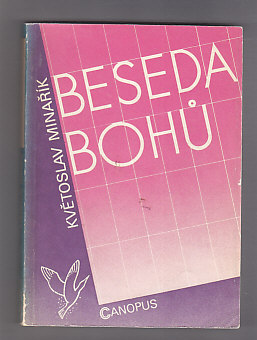 BESEDA
BOHŮ
KVĚTOSLAV MINAŘÍK
CANOPUS